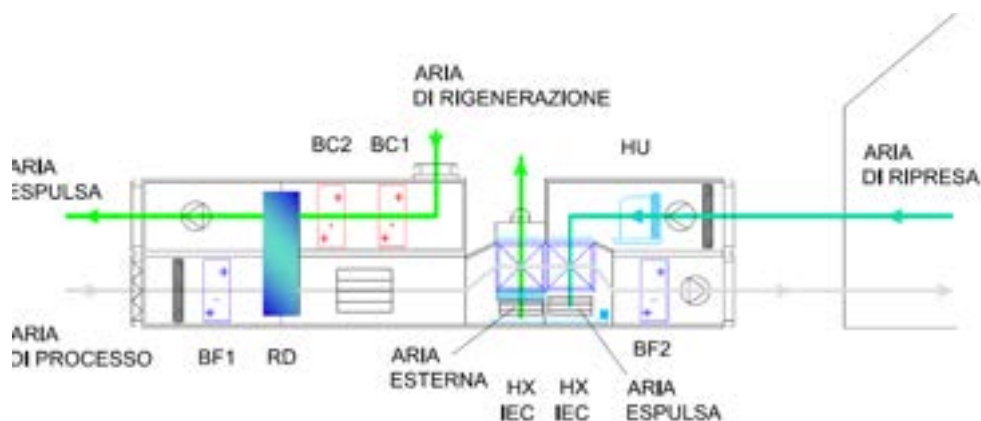 ARIA
DI RIGENERAZIONE
BC2 BC1
HU
ARIA
ESPULSA
ARIA
DI RIPRESA
ARIA
DI PROCESSO
BF1
RD
ARIA
ESTERNA
HX
IEC
HX
IEC
ARIA
ESPULSA
BF2